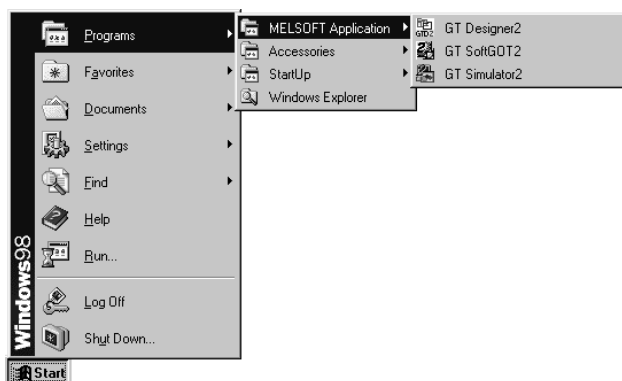 Programs
Favorites
Documents
Settings
Find
Help
Run...
Log Off
Shut Down...
Windows98
Start
MELSOFT Application
Accessories
StartUp
Windows Explorer
GT Designer2
GT SoftGOT2
GT Simulator2